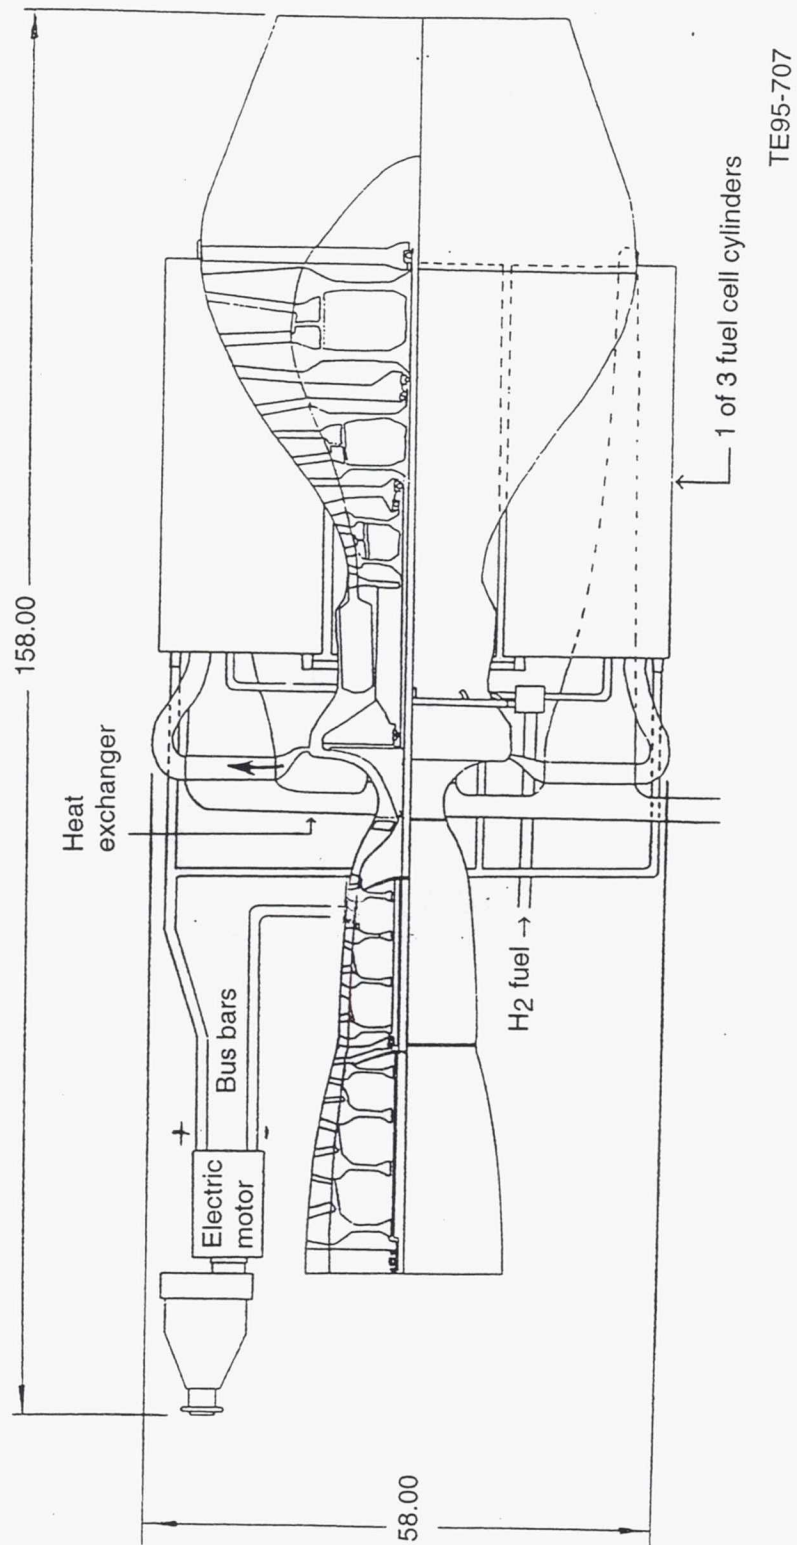 158.00
Heat
exchanger
+
-
Bus bars
Electric
motor
H2 fuel →
58.00
1 of 3 fuel cell cylinders
TE95-707